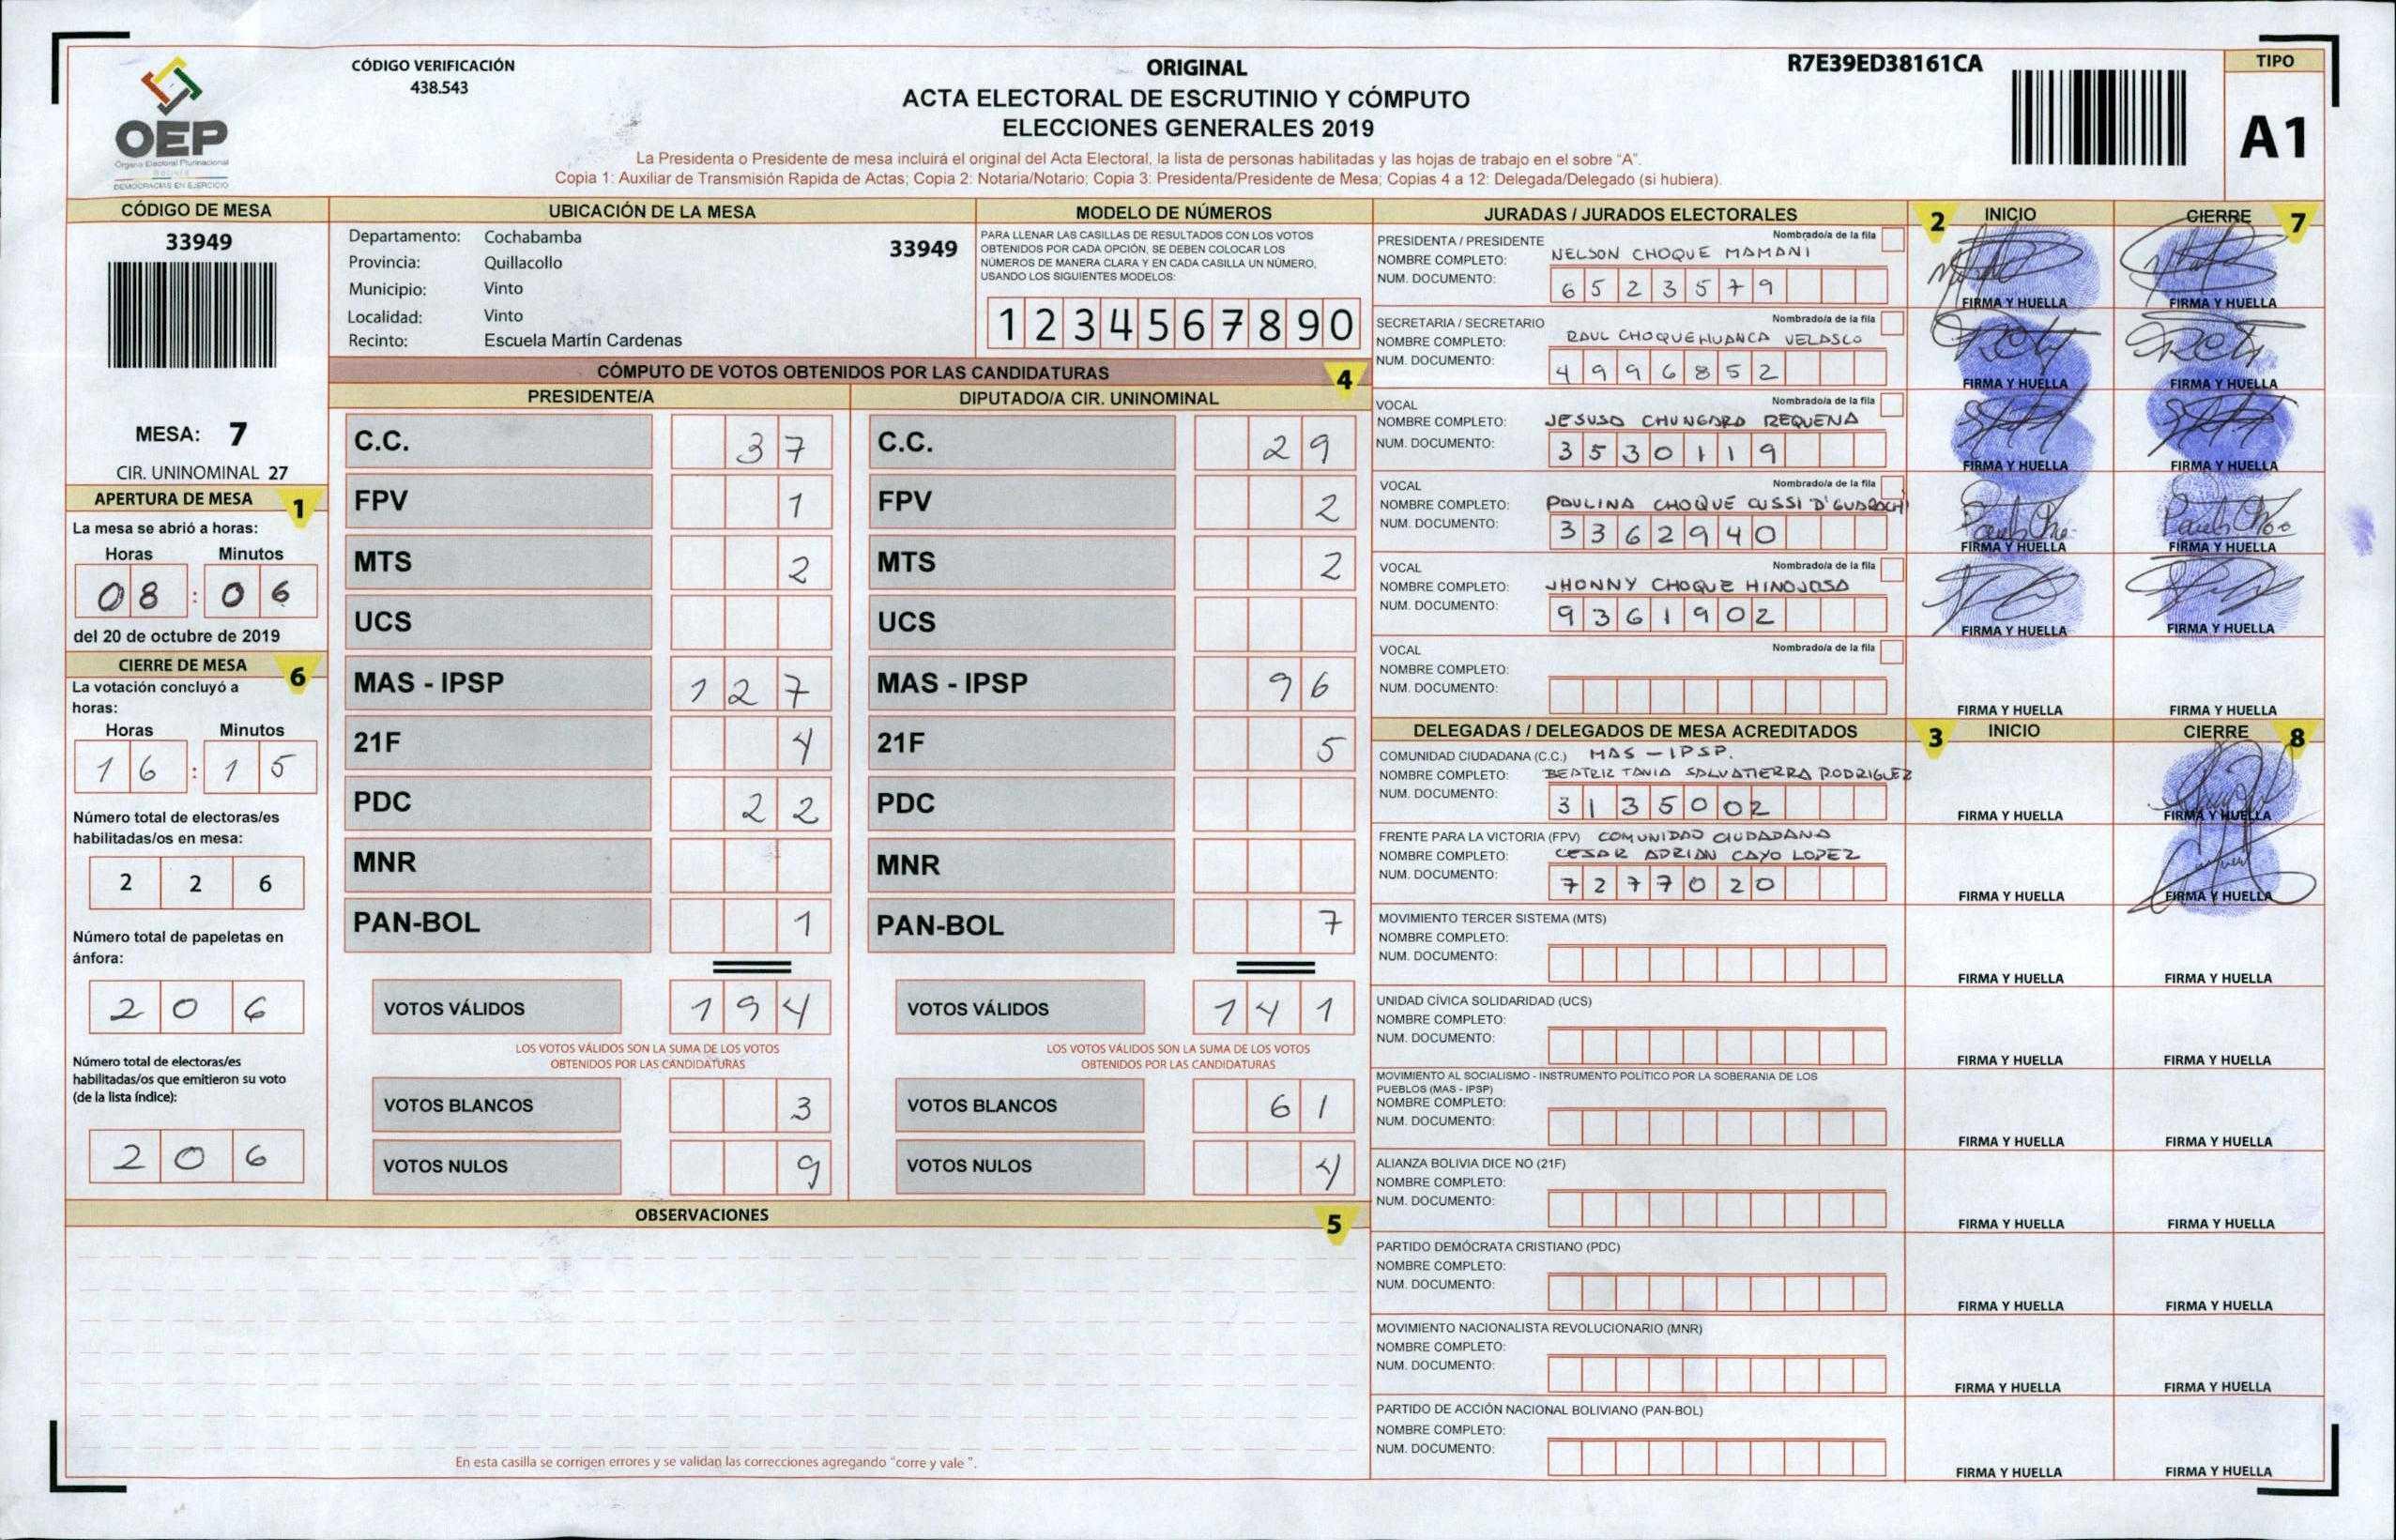 OEP
Órgano Electoral Plurinacional
Bolivia
DEMOCRACIAS EN EJERCICIO
CÓDIGO VERIFICACIÓN
438.543
ORIGINAL
ACTA ELECTORAL DE ESCRUTINIO Y CÓMPUTO
ELECCIONES GENERALES 2019
La Presidenta o Presidente de mesa incluirá el original del Acta Electoral, la lista de personas habilitadas y las hojas de trabajo en el sobre "A".
Copia 1: Auxiliar de Transmisión Rapida de Actas; Copia 2: Notaria/Notario; Copia 3: Presidenta/Presidente de Mesa; Copias 4 a 12: Delegada/Delegado (si hubiera).
R7E39ED38161CA
TIPO
A1
CÓDIGO DE MESA
33949
MESA: 7
CIR. UNINOMINAL 27
APERTURA DE MESA 1
La mesa se abrió a horas:
Horas Minutos
08 : 06
del 20 de octubre de 2019
CIERRE DE MESA 6
La votación concluyó a
horas:
Horas Minutos
16 : 15
Número total de electoras/es
habilitadas/os en mesa:
2 2 6
Número total de papeletas en
ánfora:
2 0 6
Número total de electoras/es
habilitadas/os que emitieron su voto
(de la lista índice):
2 0 6
UBICACIÓN DE LA MESA
Departamento: Cochabamba 33949
Provincia: Quillacollo
Municipio: Vinto
Localidad: Vinto
Recinto: Escuela Martín Cardenas
MODELO DE NÚMEROS
PARA LLENAR LAS CASILLAS DE RESULTADOS CON LOS VOTOS
OBTENIDOS POR CADA OPCIÓN, SE DEBEN COLOCAR LOS
NÚMEROS DE MANERA CLARA Y EN CADA CASILLA UN NÚMERO,
USANDO LOS SIGUIENTES MODELOS:
1 2 3 4 5 6 7 8 9 0
CÓMPUTO DE VOTOS OBTENIDOS POR LAS CANDIDATURAS 4
PRESIDENTE/A DIPUTADO/A CIR. UNINOMINAL
C.C. 37 C.C. 29
FPV 1 FPV 2
MTS 2 MTS 2
UCS UCS
MAS - IPSP 127 MAS - IPSP 96
21F 4 21F 5
PDC 22 PDC
MNR MNR
PAN-BOL 1 PAN-BOL 7
VOTOS VÁLIDOS 194 VOTOS VÁLIDOS 141
LOS VOTOS VÁLIDOS SON LA SUMA DE LOS VOTOS LOS VOTOS VÁLIDOS SON LA SUMA DE LOS VOTOS
OBTENIDOS POR LAS CANDIDATURAS OBTENIDOS POR LAS CANDIDATURAS
VOTOS BLANCOS 3 VOTOS BLANCOS 61
VOTOS NULOS 9 VOTOS NULOS 4
OBSERVACIONES 5
En esta casilla se corrigen errores y se validan las correcciones agregando "corre y vale ".
JURADAS / JURADOS ELECTORALES 2 INICIO CIERRE 7
PRESIDENTA / PRESIDENTE Nombrado/a de la fila
NOMBRE COMPLETO: NELSON CHOQUE MAMANI
NUM. DOCUMENTO: 6523579
FIRMA Y HUELLA FIRMA Y HUELLA
SECRETARIA / SECRETARIO Nombrado/a de la fila
NOMBRE COMPLETO: RAUL CHOQUEHUANCA VELASCO
NUM. DOCUMENTO: 4996852
FIRMA Y HUELLA FIRMA Y HUELLA
VOCAL Nombrado/a de la fila
NOMBRE COMPLETO: JESUSA CHUNGARA REQUENA
NUM. DOCUMENTO: 3530119
FIRMA Y HUELLA FIRMA Y HUELLA
VOCAL Nombrado/a de la fila
NOMBRE COMPLETO: PAULINA CHOQUE CUSSI D'GUARACHI
NUM. DOCUMENTO: 3362940
FIRMA Y HUELLA FIRMA Y HUELLA
VOCAL Nombrado/a de la fila
NOMBRE COMPLETO: JHONNY CHOQUE HINOJOSA
NUM. DOCUMENTO: 9361902
FIRMA Y HUELLA FIRMA Y HUELLA
VOCAL Nombrado/a de la fila
NOMBRE COMPLETO:
NUM. DOCUMENTO:
FIRMA Y HUELLA FIRMA Y HUELLA
DELEGADAS / DELEGADOS DE MESA ACREDITADOS 3 INICIO CIERRE 8
COMUNIDAD CIUDADANA (C.C.) MAS - IPSP.
NOMBRE COMPLETO: BEATRIZ TANIA SALVATIERRA RODRIGUEZ
NUM. DOCUMENTO: 3135002
FIRMA Y HUELLA FIRMA Y HUELLA
FRENTE PARA LA VICTORIA (FPV) COMUNIDAD CIUDADANA
NOMBRE COMPLETO: CESAR ADRIAN CAYO LOPEZ
NUM. DOCUMENTO: 7277020
FIRMA Y HUELLA FIRMA Y HUELLA
MOVIMIENTO TERCER SISTEMA (MTS)
NOMBRE COMPLETO:
NUM. DOCUMENTO:
FIRMA Y HUELLA FIRMA Y HUELLA
UNIDAD CÍVICA SOLIDARIDAD (UCS)
NOMBRE COMPLETO:
NUM. DOCUMENTO:
FIRMA Y HUELLA FIRMA Y HUELLA
MOVIMIENTO AL SOCIALISMO - INSTRUMENTO POLÍTICO POR LA SOBERANIA DE LOS
PUEBLOS (MAS - IPSP)
NOMBRE COMPLETO:
NUM. DOCUMENTO:
FIRMA Y HUELLA FIRMA Y HUELLA
ALIANZA BOLIVIA DICE NO (21F)
NOMBRE COMPLETO:
NUM. DOCUMENTO:
FIRMA Y HUELLA FIRMA Y HUELLA
PARTIDO DEMÓCRATA CRISTIANO (PDC)
NOMBRE COMPLETO:
NUM. DOCUMENTO:
FIRMA Y HUELLA FIRMA Y HUELLA
MOVIMIENTO NACIONALISTA REVOLUCIONARIO (MNR)
NOMBRE COMPLETO:
NUM. DOCUMENTO:
FIRMA Y HUELLA FIRMA Y HUELLA
PARTIDO DE ACCIÓN NACIONAL BOLIVIANO (PAN-BOL)
NOMBRE COMPLETO:
NUM. DOCUMENTO:
FIRMA Y HUELLA FIRMA Y HUELLA